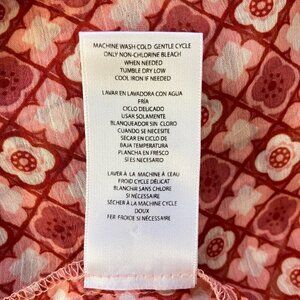 MACHINE WASH COLD GENTLE CYCLE
ONLY NON-CHLORINE BLEACH
WHEN NEEDED
TUMBLE DRY LOW
COOL IRON IF NEEDED
LAVAR EN LAVADORA CON AGUA
FRÍA
CICLO DELICADO
USAR SOLAMENTE
BLANQUEADOR SIN CLORO
CUANDO SE NECESITE
SECAR EN CICLO DE
BAJA TEMPERATURA
PLANCHA EN FRESCO
SÍ ES NECESARIO
LAVER À LA MACHINE À L'EAU
FROID CYCLE DÉLICAT
BLANCHIR SANS CHLORE
SI NÉCESSAIRE
SÉCHER À LA MACHINE CYCLE
DOUX
FER FROIDE SI NÉCESSAIRE